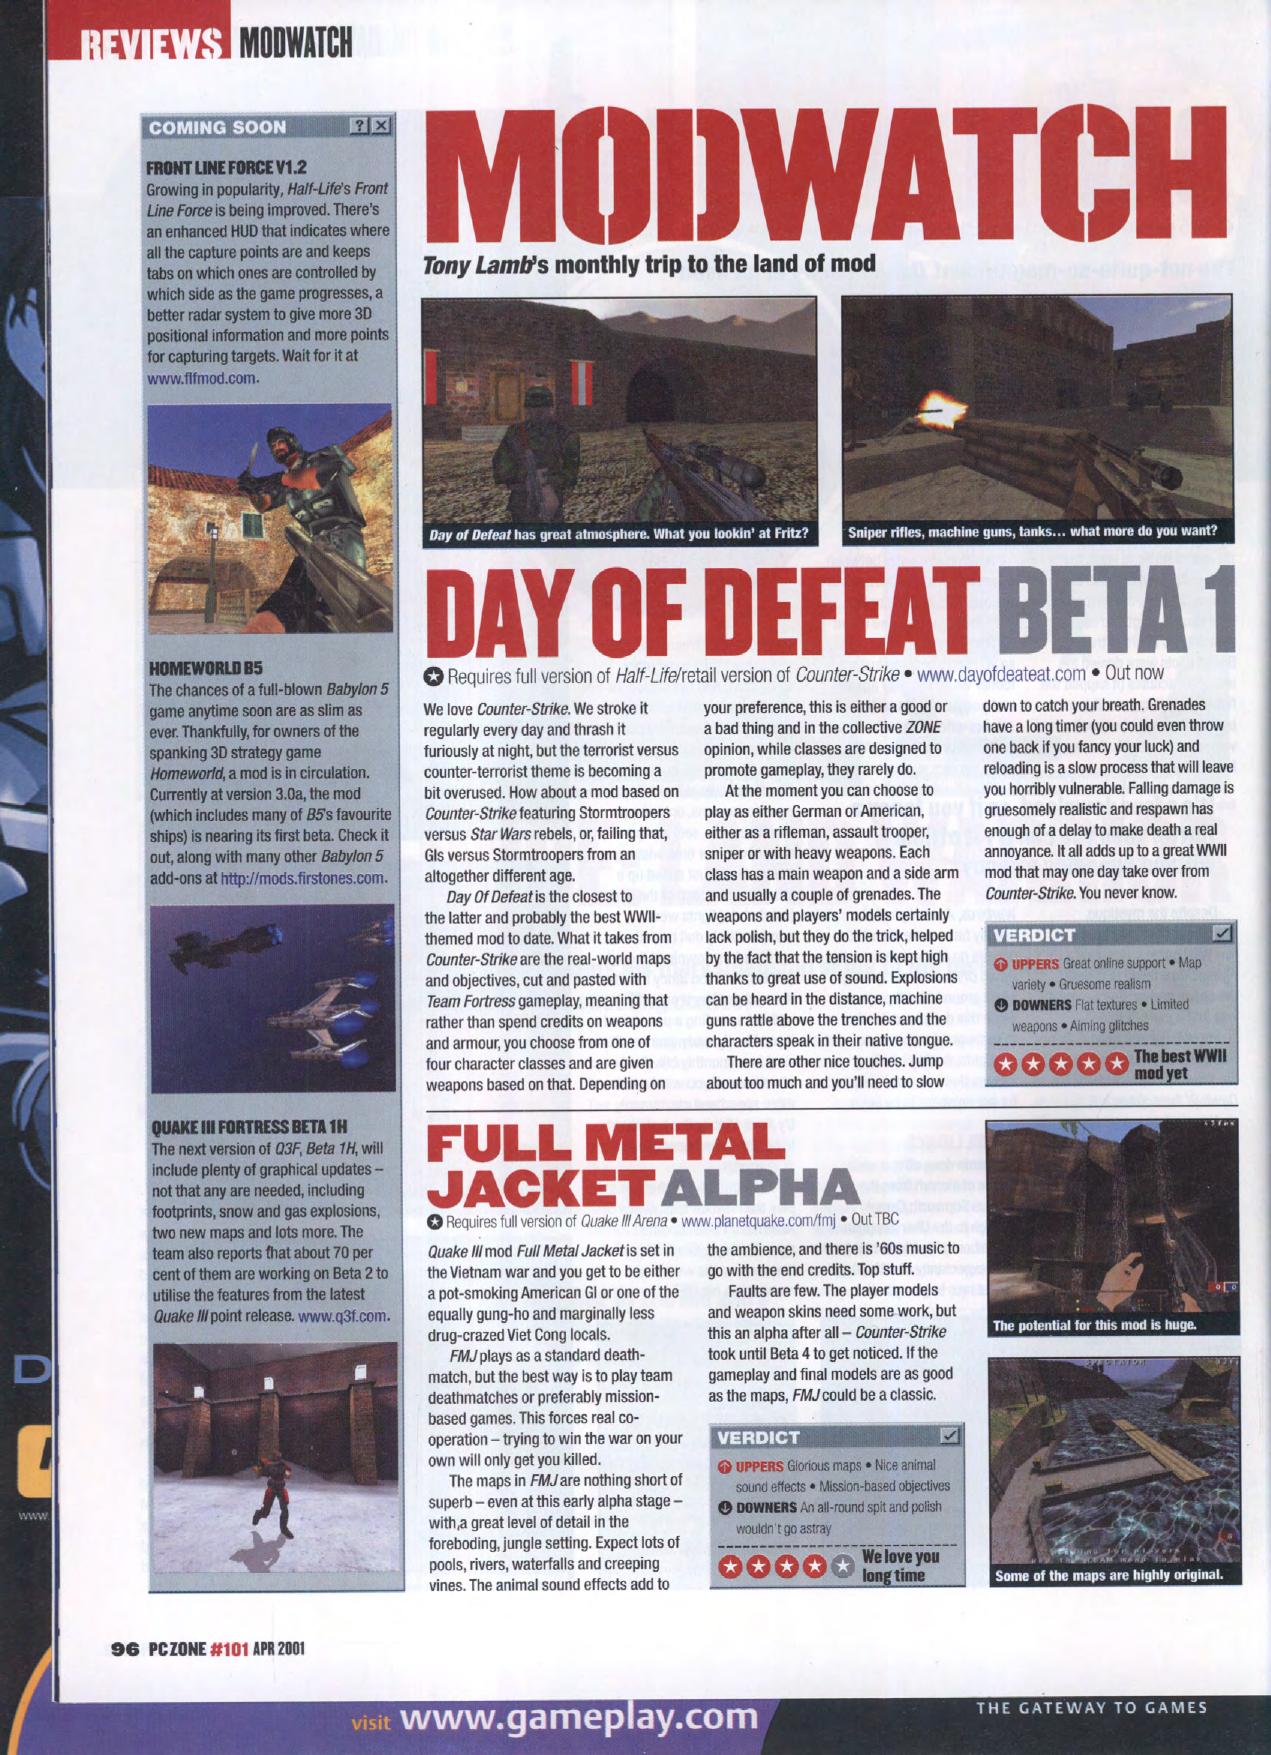 REVIEWS MODWATCH
COMING SOON
FRONT LINE FORCE V1.2
Growing in popularity, Half-Life's Front
Line Force is being improved. There's
an enhanced HUD that indicates where
all the capture points are and keeps
tabs on which ones are controlled by
which side as the game progresses, a
better radar system to give more 3D
positional information and more points
for capturing targets. Wait for it at
www.flfmod.com.
HOMEWORLD B5
The chances of a full-blown Babylon 5
game anytime soon are as slim as
ever. Thankfully, for owners of the
spanking 3D strategy game
Homeworld, a mod is in circulation.
Currently at version 3.0a, the mod
(which includes many of B5's favourite
ships) is nearing its first beta. Check it
out, along with many other Babylon 5
add-ons at http://mods.firstones.com.
QUAKE III FORTRESS BETA 1H
The next version of Q3F, Beta 1H, will
include plenty of graphical updates –
not that any are needed, including
footprints, snow and gas explosions,
two new maps and lots more. The
team also reports that about 70 per
cent of them are working on Beta 2 to
utilise the features from the latest
Quake III point release. www.q3f.com.
MODWATCH
Tony Lamb's monthly trip to the land of mod
Day of Defeat has great atmosphere. What you lookin' at Fritz?
Sniper rifles, machine guns, tanks... what more do you want?
DAY OF DEFEAT BETA 1
Requires full version of Half-Life/retail version of Counter-Strike • www.dayofdeateat.com • Out now
We love Counter-Strike. We stroke it
regularly every day and thrash it
furiously at night, but the terrorist versus
counter-terrorist theme is becoming a
bit overused. How about a mod based on
Counter-Strike featuring Stormtroopers
versus Star Wars rebels, or, failing that,
GIs versus Stormtroopers from an
altogether different age.
Day Of Defeat is the closest to
the latter and probably the best WWII-
themed mod to date. What it takes from
Counter-Strike are the real-world maps
and objectives, cut and pasted with
Team Fortress gameplay, meaning that
rather than spend credits on weapons
and armour, you choose from one of
four character classes and are given
weapons based on that. Depending on
your preference, this is either a good or
a bad thing and in the collective ZONE
opinion, while classes are designed to
promote gameplay, they rarely do.
At the moment you can choose to
play as either German or American,
either as a rifleman, assault trooper,
sniper or with heavy weapons. Each
class has a main weapon and a side arm
and usually a couple of grenades. The
weapons and players' models certainly
lack polish, but they do the trick, helped
by the fact that the tension is kept high
thanks to great use of sound. Explosions
can be heard in the distance, machine
guns rattle above the trenches and the
characters speak in their native tongue.
There are other nice touches. Jump
about too much and you'll need to slow
down to catch your breath. Grenades
have a long timer (you could even throw
one back if you fancy your luck) and
reloading is a slow process that will leave
you horribly vulnerable. Falling damage is
gruesomely realistic and respawn has
enough of a delay to make death a real
annoyance. It all adds up to a great WWII
mod that may one day take over from
Counter-Strike. You never know.
VERDICT
UPPERS Great online support • Map
variety • Gruesome realism
DOWNERS Flat textures • Limited
weapons • Aiming glitches
The best WWII
mod yet
FULL METAL
JACKET ALPHA
Requires full version of Quake III Arena • www.planetquake.com/fmj • Out TBC
Quake III mod Full Metal Jacket is set in
the Vietnam war and you get to be either
a pot-smoking American GI or one of the
equally gung-ho and marginally less
drug-crazed Viet Cong locals.
FMJ plays as a standard death-
match, but the best way is to play team
deathmatches or preferably mission-
based games. This forces real co-
operation – trying to win the war on your
own will only get you killed.
The maps in FMJ are nothing short of
superb – even at this early alpha stage –
with a great level of detail in the
foreboding, jungle setting. Expect lots of
pools, rivers, waterfalls and creeping
vines. The animal sound effects add to
the ambience, and there is '60s music to
go with the end credits. Top stuff.
Faults are few. The player models
and weapon skins need some work, but
this an alpha after all – Counter-Strike
took until Beta 4 to get noticed. If the
gameplay and final models are as good
as the maps, FMJ could be a classic.
VERDICT
UPPERS Glorious maps • Nice animal
sound effects • Mission-based objectives
DOWNERS An all-round spit and polish
wouldn't go astray
We love you
long time
The potential for this mod is huge.
SPECTATOR
Some of the maps are highly original.
96 PCZONE #101 APR 2001
www
visit www.gameplay.com
THE GATEWAY TO GAMES